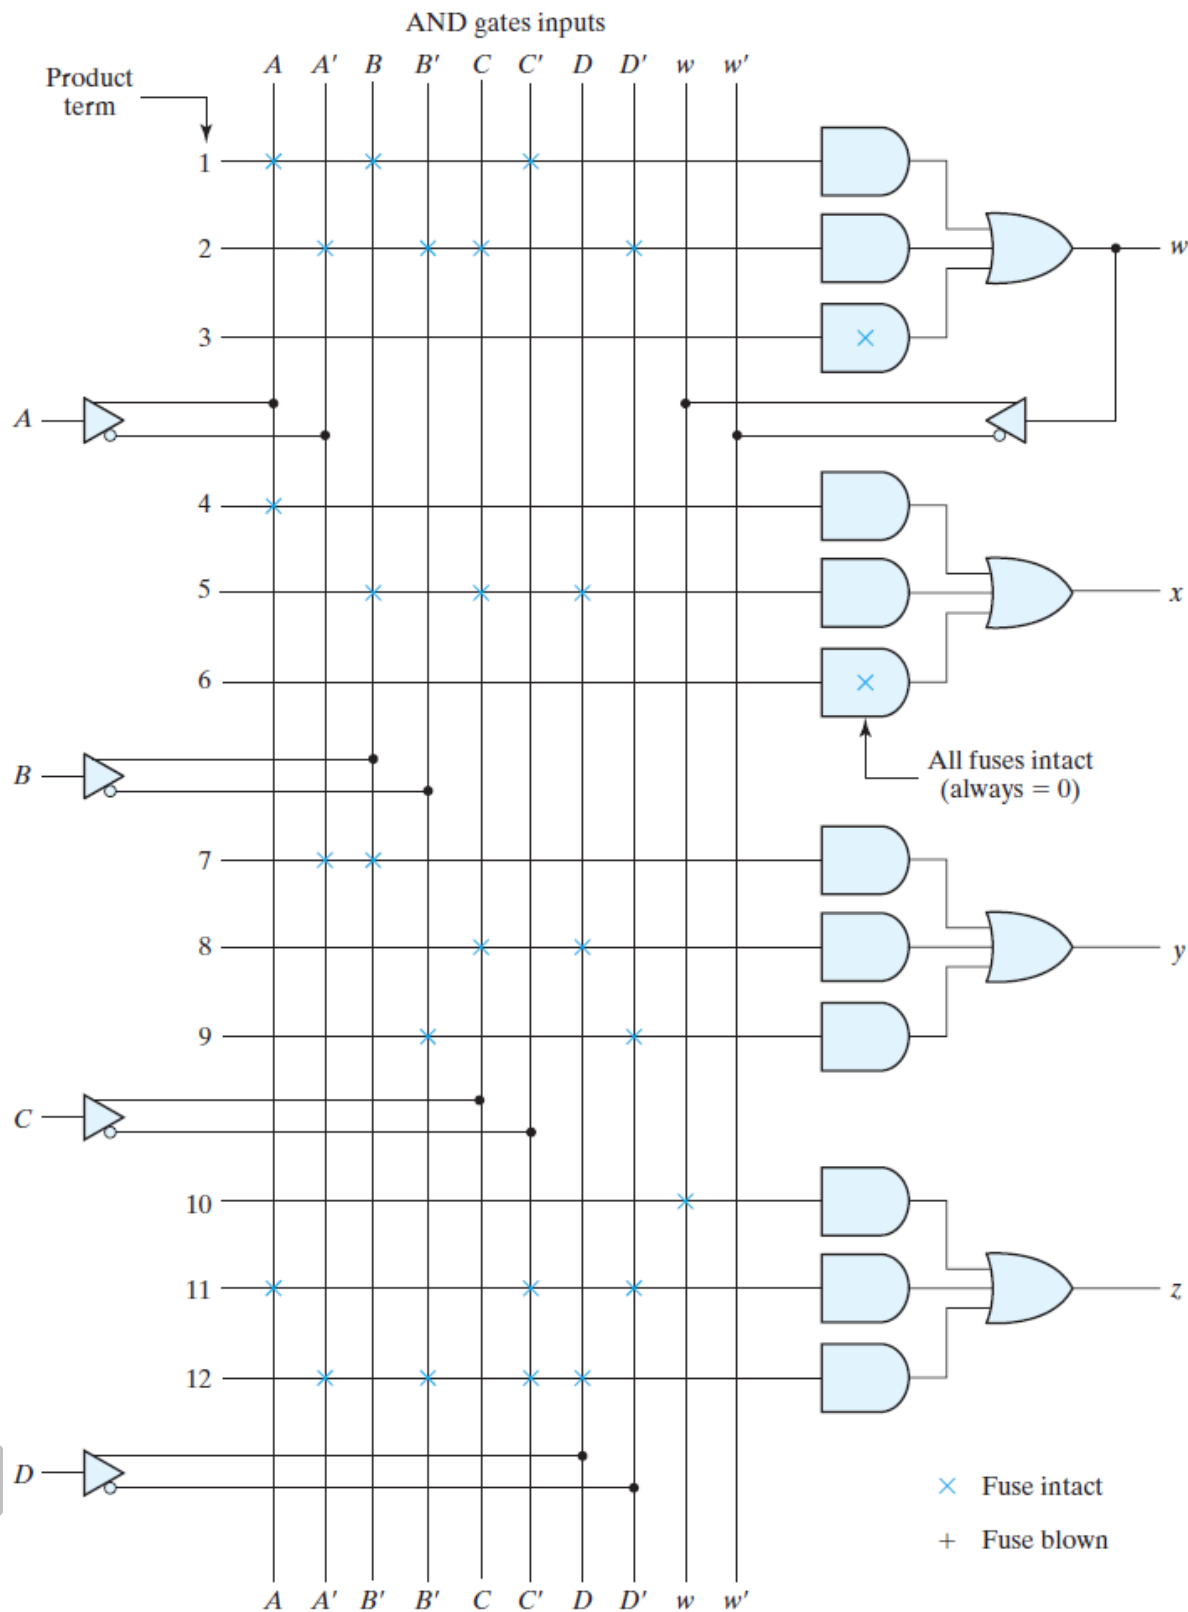 AND gates inputs
A A' B B' C C' D D' w w'
Product
term
1
2
w
3
A
4
5
x
6
All fuses intact
(always = 0)
B
7
8
y
9
C
10
11
z
12
D
× Fuse intact
+ Fuse blown
A A' B' B' C C' D D' w w'